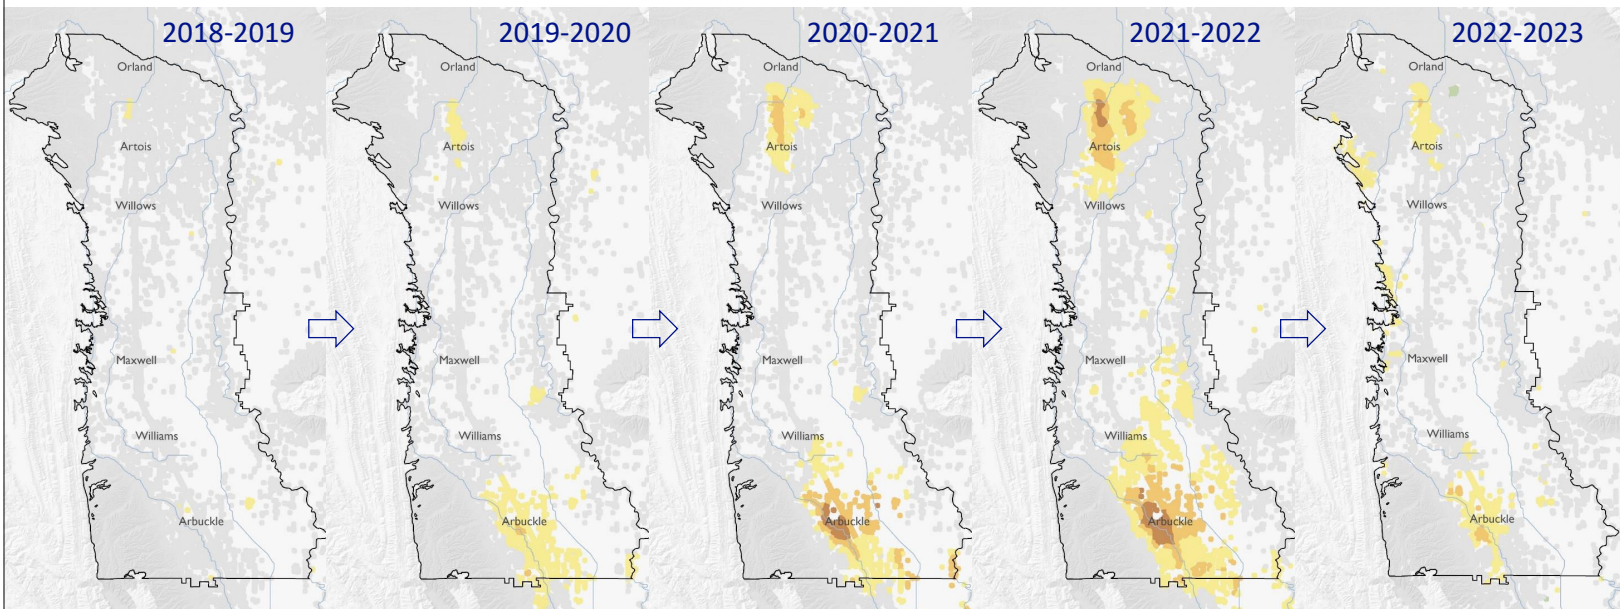 2018-2019
Orland
Artois
Willows
Maxwell
Williams
Arbuckle
2019-2020
Orland
Artois
Willows
Maxwell
Williams
Arbuckle
2020-2021
Orland
Artois
Willows
Maxwell
Williams
Arbuckle
2021-2022
Orland
Artois
Willows
Maxwell
Williams
Arbuckle
2022-2023
Orland
Artois
Willows
Maxwell
Williams
Arbuckle